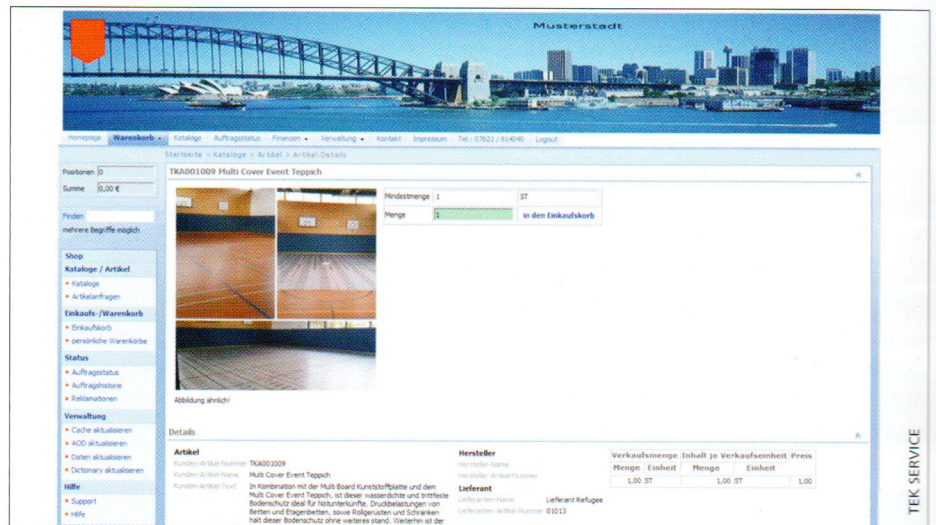 Musterstadt
Homepage Warenkorb Kataloge Auftragsstatus Finanzen Verwaltung Kontakt Impressum Tel.: 07621 / 914040 Logout
Startseite > Kataloge > Artikel > Artikel-Details
Positionen 0
Summe 0,00 €
Finden
mehrere Begriffe möglich
Shop
Kataloge / Artikel
Kataloge
Artikelanfragen
Einkaufs-/Warenkorb
Einkaufskorb
persönliche Warenkörbe
Status
Auftragsstatus
Auftragshistorie
Reklamationen
Verwaltung
Cache aktualisieren
AOD aktualisieren
Daten aktualisieren
Dictionary aktualisieren
Hilfe
Support
Hilfe
TKA001009 Multi Cover Event Teppich
Mindestmenge 1 ST
Menge 1 in den Einkaufskorb
Abbildung ähnlich!
Details
Artikel
Kunden-Artikel-Nummer TKA001009
Kunden-Artikel-Name Multi Cover Event Teppich
Kunden-Artikel-Text In Kombination mit der Multi Board Kunststoffplatte und dem
Multi Cover Event Teppich, ist dieser wasserdichte und trittfeste
Bodenschutz ideal für Notunterkünfte. Druckbelastungen von
Betten und Etagenbetten, sowie Rollgerüsten und Schränken
hält dieser Bodenschutz ohne weiteres stand. Weiterhin ist der
Hersteller
Hersteller-Name
Hersteller-Artikel-Nummer
Lieferant
Lieferanten-Name Lieferant Refugee
Lieferanten-Artikel-Nummer 01013
Verkaufsmenge Inhalt je Verkaufseinheit Preis
Menge Einheit Menge Einheit
1,00 ST 1,00 ST 1,00
TEK SERVICE